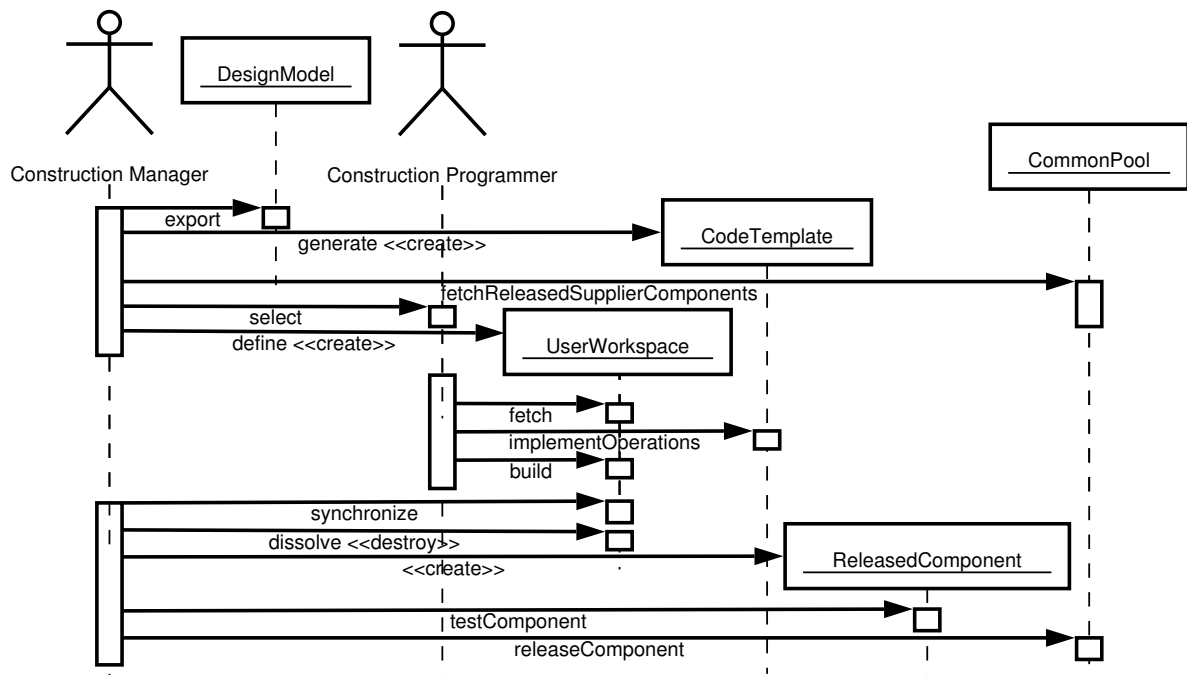 DesignModel
CommonPool
Construction Manager
Construction Programmer
export
CodeTemplate
generate <<create>>
fetchReleasedSupplierComponents
select
define <<create>>
UserWorkspace
fetch
implementOperations
build
synchronize
dissolve <<destroy>>
<<create>>
ReleasedComponent
testComponent
releaseComponent